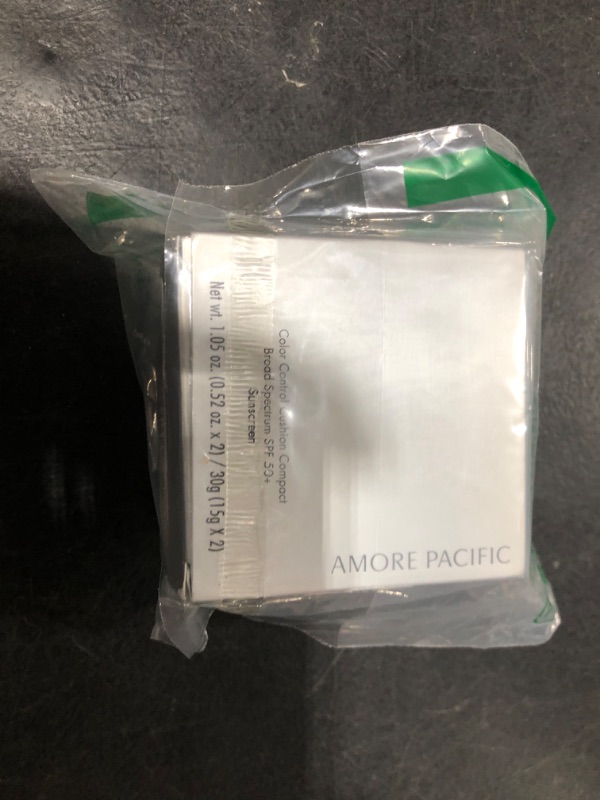 AMORE PACIFIC
Color Control Cushion Compact
Broad Spectrum SPF 50+
Sunscreen
Net wt. 1.05 oz. (0.52 oz. x 2) / 30g (15g X 2)